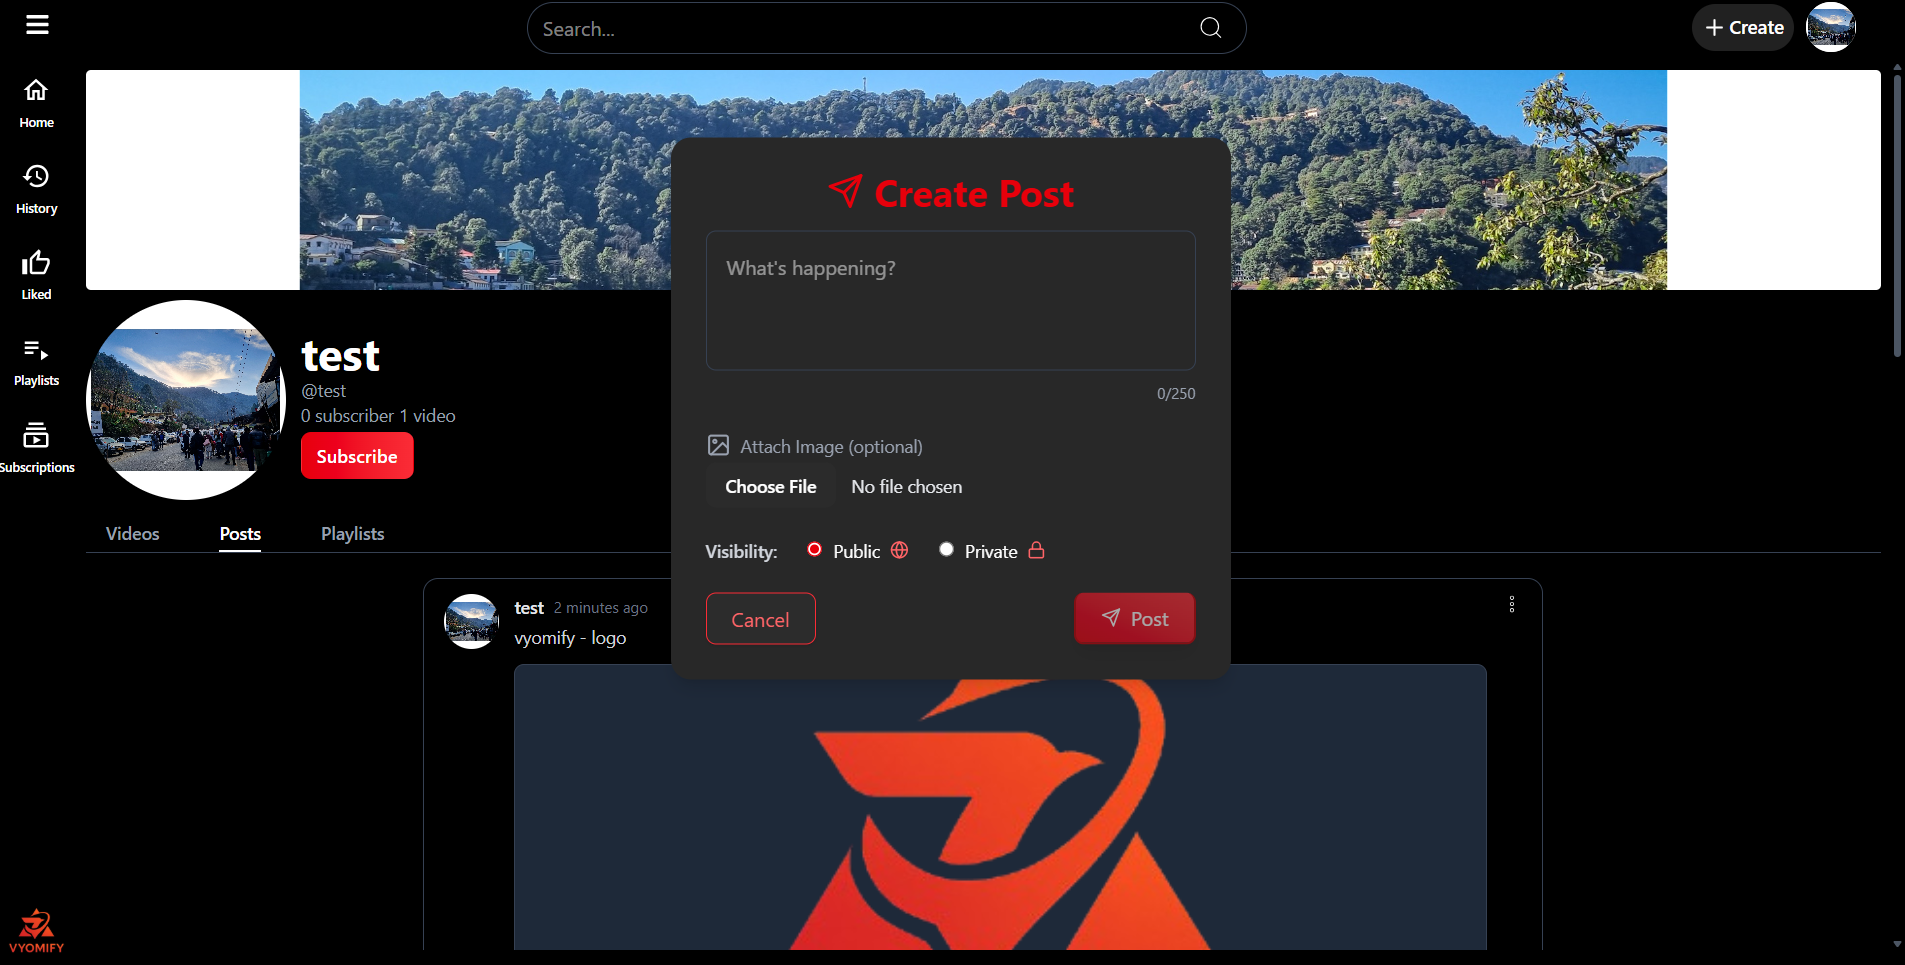 Search...
Create
Home
History
Liked
Playlists
Subscriptions
test
@test
0 subscriber 1 video
Subscribe
Videos
Posts
Playlists
test 2 minutes ago
vyomify - logo
Create Post
What's happening?
0/250
Attach Image (optional)
Choose File No file chosen
Visibility: Public Private
Cancel
Post
VYOMIFY